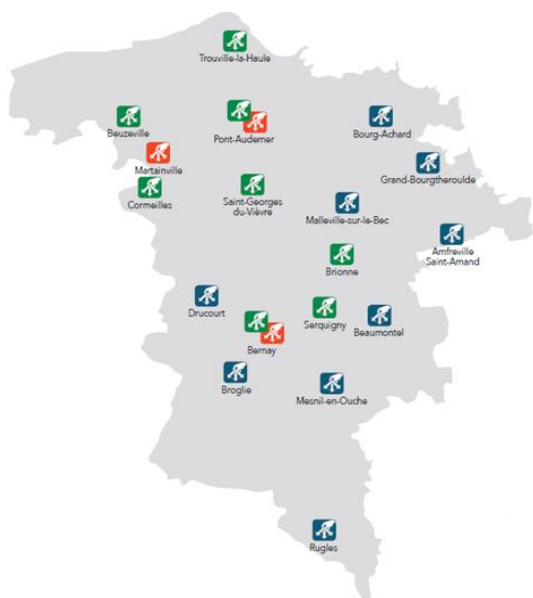 Trouville-la-Haule
Beuzeville
Pont-Audemer
Bourg-Achard
Martainville
Grand-Bourgtheroulde
Cormeilles
Saint-Georges
du-Vièvre
Malleville-sur-le-Bec
Amfreville
Saint-Amand
Brionne
Drucourt
Serquigny
Beaumontel
Bernay
Broglie
Mesnil-en-Ouche
Rugles